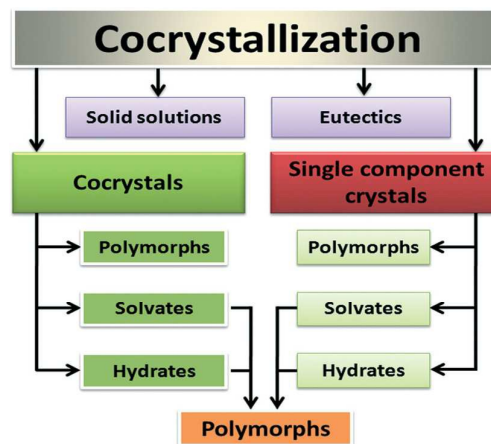 Cocrystallization
Solid solutions
Eutectics
Cocrystals
Single component
crystals
Polymorphs
Polymorphs
Solvates
Solvates
Hydrates
Hydrates
Polymorphs